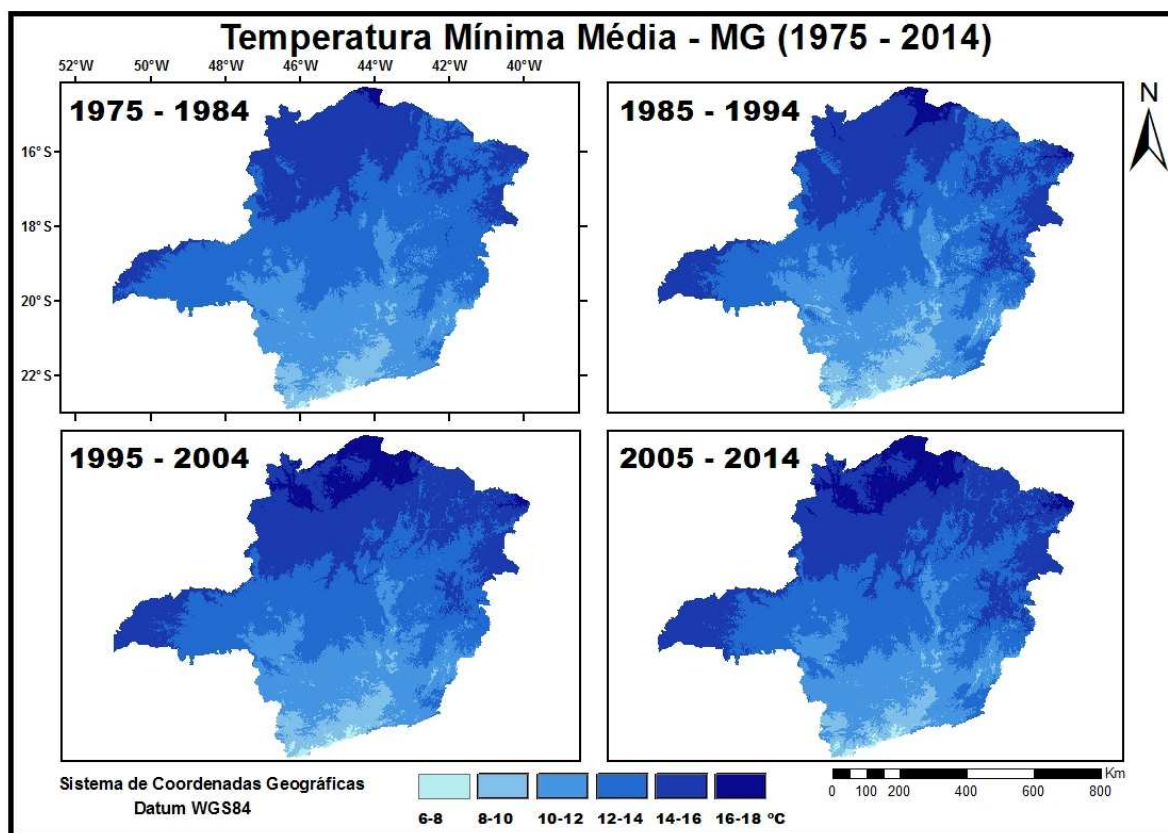 Temperatura Mínima Média - MG (1975 - 2014)
52°W 50°W 46°W 44°W 42°W 40°W
1975 - 1984
1985 - 1994
N
16°S
18°S
20°S
22°S
1995 - 2004
2005 - 2014
Sistema de Coordenadas Geográficas
Datum WGS84
6-8 8-10 10-12 12-14 14-16 16-18 ºC
Km
0 100 200 400 600 800